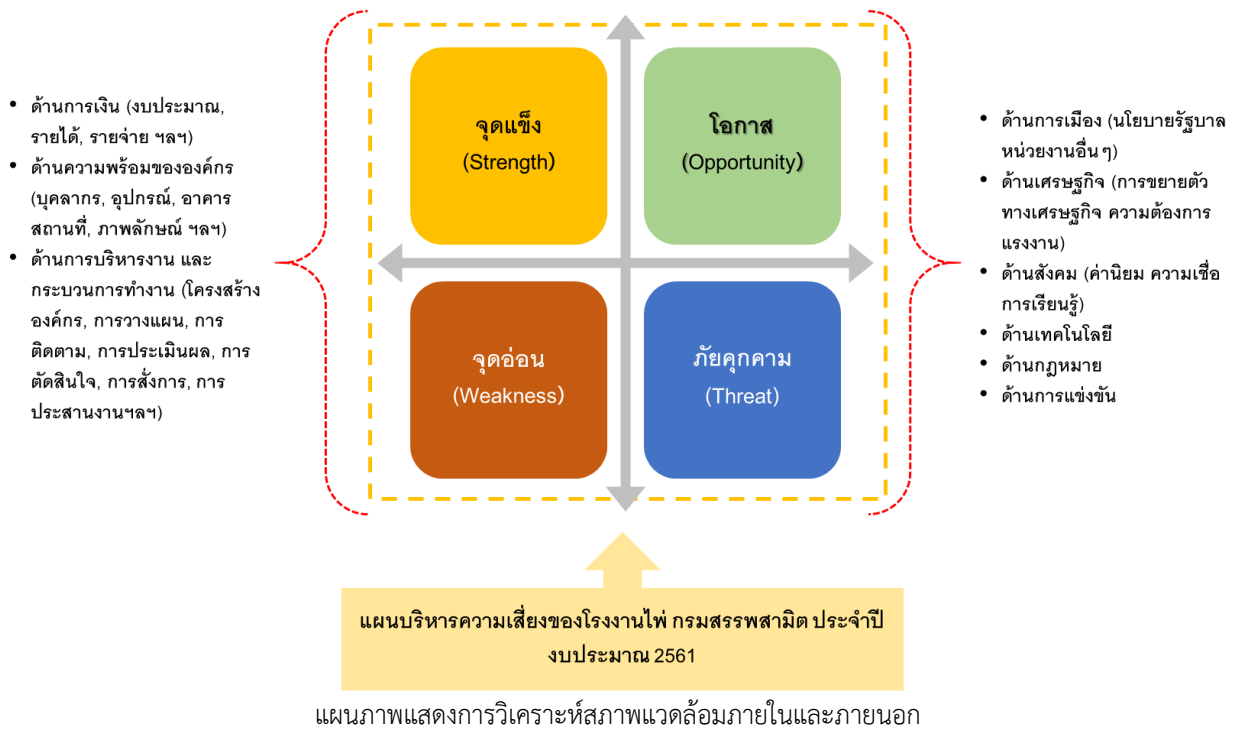 • ด้านการเงิน (งบประมาณ,
รายได้, รายจ่าย ฯลฯ)
• ด้านความพร้อมขององค์กร
(บุคลากร, อุปกรณ์, อาคาร
สถานที่, ภาพลักษณ์ ฯลฯ)
• ด้านการบริหารงาน และ
กระบวนการทำงาน (โครงสร้าง
องค์กร, การวางแผน, การ
ติดตาม, การประเมินผล, การ
ตัดสินใจ, การสั่งการ, การ
ประสานงานฯลฯ)
จุดแข็ง
(Strength)
โอกาส
(Opportunity)
จุดอ่อน
(Weakness)
ภัยคุกคาม
(Threat)
• ด้านการเมือง (นโยบายรัฐบาล
หน่วยงานอื่น ๆ)
• ด้านเศรษฐกิจ (การขยายตัว
ทางเศรษฐกิจ ความต้องการ
แรงงาน)
• ด้านสังคม (ค่านิยม ความเชื่อ
การเรียนรู้)
• ด้านเทคโนโลยี
• ด้านกฎหมาย
• ด้านการแข่งขัน
แผนบริหารความเสี่ยงของโรงงานไพ่ กรมสรรพสามิต ประจำปี
งบประมาณ 2561
แผนภาพแสดงการวิเคราะห์สภาพแวดล้อมภายในและภายนอก